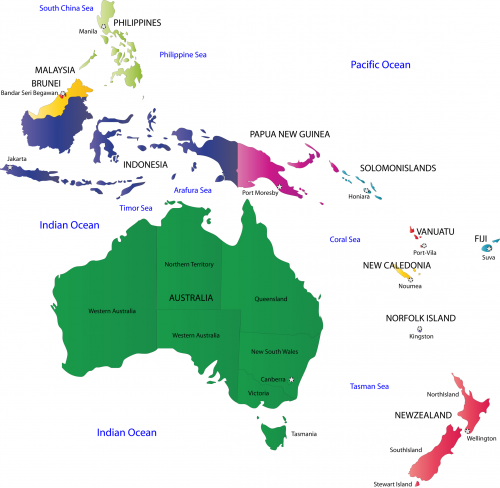 South China Sea
PHILIPPINES
Manila
Philippine Sea
Pacific Ocean
MALAYSIA
BRUNEI
Bandar Seri Begawan
PAPUA NEW GUINEA
Jakarta
INDONESIA
SOLOMONISLANDS
Arafura Sea
Port Moresby
Honiara
Timor Sea
Indian Ocean
VANUATU
Coral Sea
FIJI
Port-Vila
Suva
Northern Territory
NEW CALEDONIA
Noumea
AUSTRALIA
Queensland
Western Australia
NORFOLK ISLAND
Western Australia
Kingston
New South Wales
Canberra
Tasman Sea
Victoria
NorthIsland
NEWZEALAND
Indian Ocean
Tasmania
Wellington
SouthIsland
Stewart Island